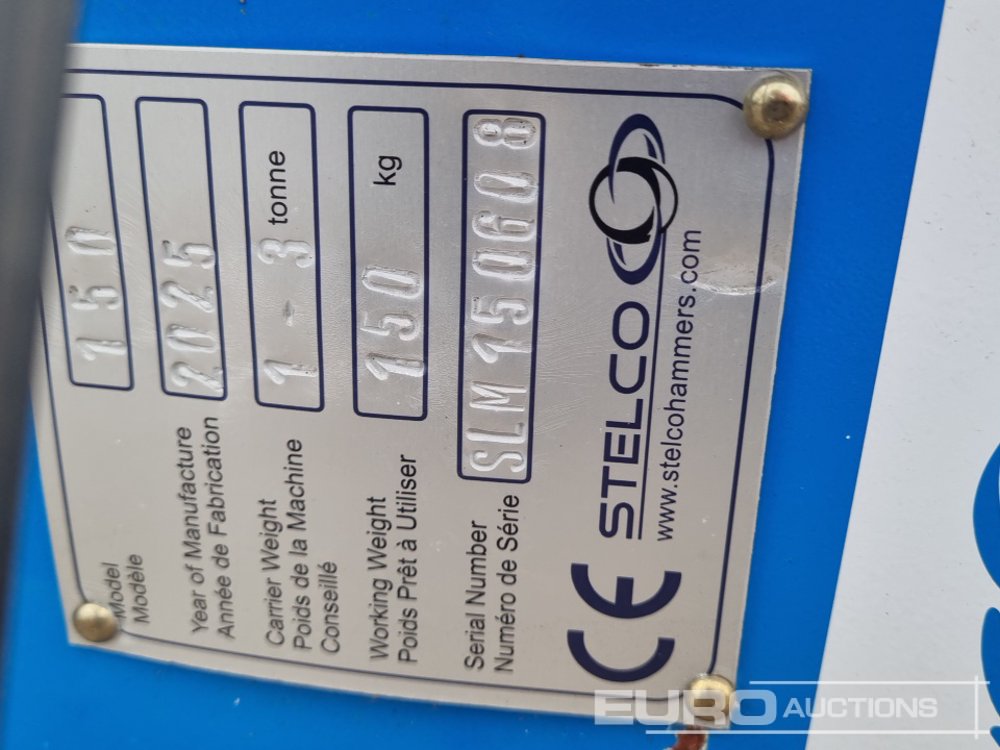 Model
Modèle
150
Year of Manufacture
Année de Fabrication
2025
Carrier Weight
Poids de la Machine
Conseillé
1 - 3 tonne
Working Weight
Poids Prêt à Utiliser
150 kg
Serial Number
Numéro de Série
SLM150608
CE STELCO
www.stelcohammers.com
EURO AUCTIONS